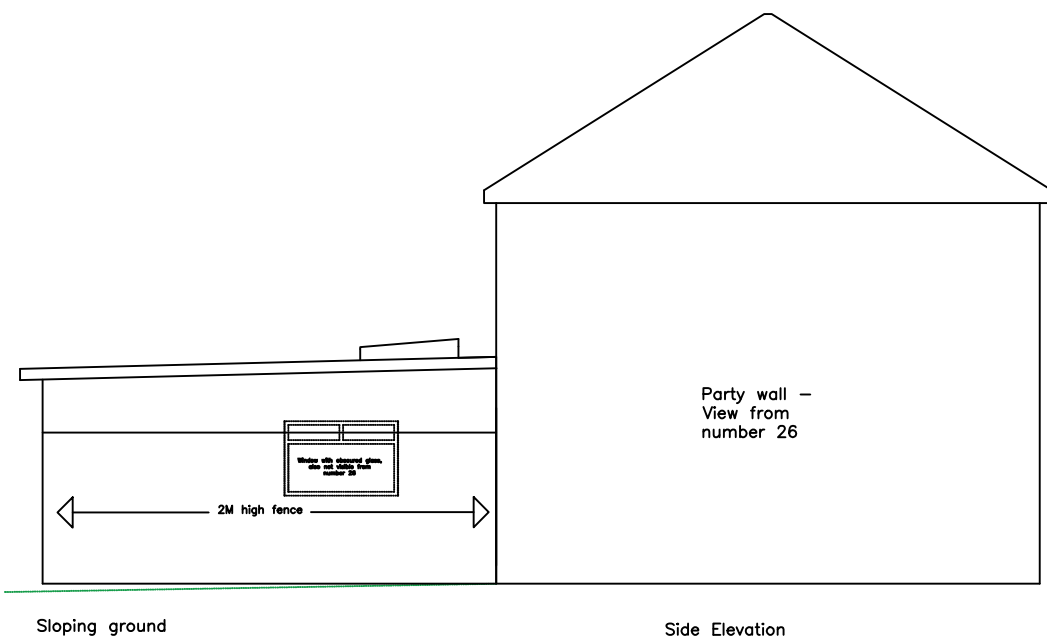 Party wall –
View from
number 26
Window with obscured glass,
also not visible from
number 26
2M high fence
Sloping ground
Side Elevation